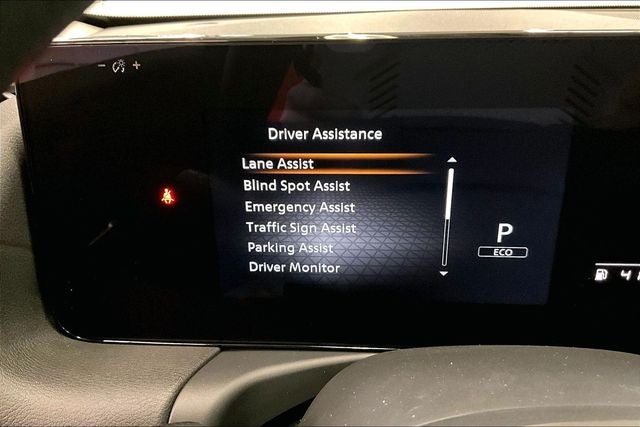 Driver Assistance
Lane Assist
Blind Spot Assist
Emergency Assist
Traffic Sign Assist
Parking Assist
Driver Monitor
P
ECO